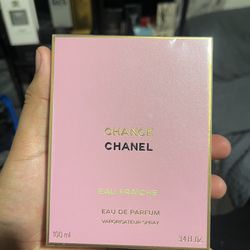 CHANCE
CHANEL
EAU FRAÎCHE
EAU DE PARFUM
VAPORISATEUR SPRAY
100 ml 3.4 fl. oz.